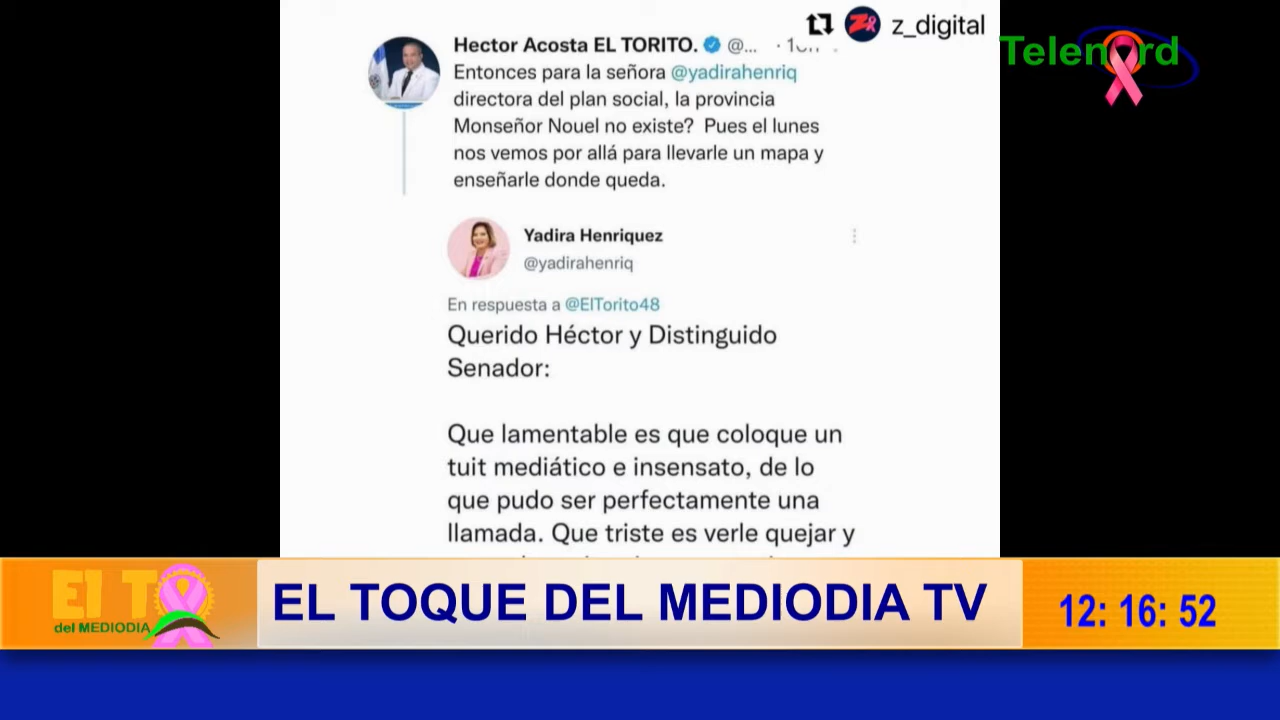 z_digital
Telenord
Hector Acosta EL TORITO. @...
Entonces para la señora @yadirahenriq
directora del plan social, la provincia
Monseñor Nouel no existe? Pues el lunes
nos vemos por allá para llevarle un mapa y
enseñarle donde queda.
Yadira Henriquez
@yadirahenriq
En respuesta a @ElTorito48
Querido Héctor y Distinguido
Senador:
Que lamentable es que coloque un
tuit mediático e insensato, de lo
que pudo ser perfectamente una
llamada. Que triste es verle quejar y
El T
del MEDIODIA
EL TOQUE DEL MEDIODIA TV
12: 16: 52